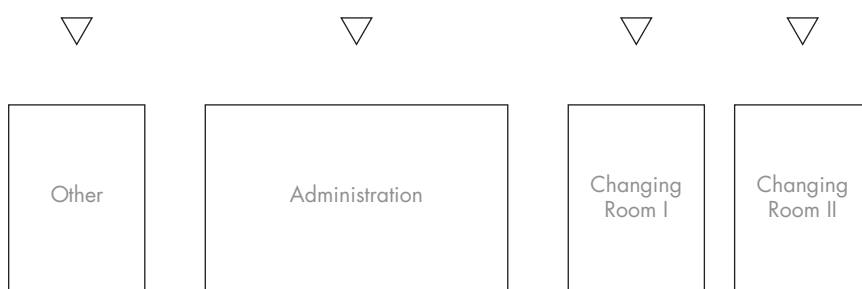 Other
Administration
Changing
Room I
Changing
Room II